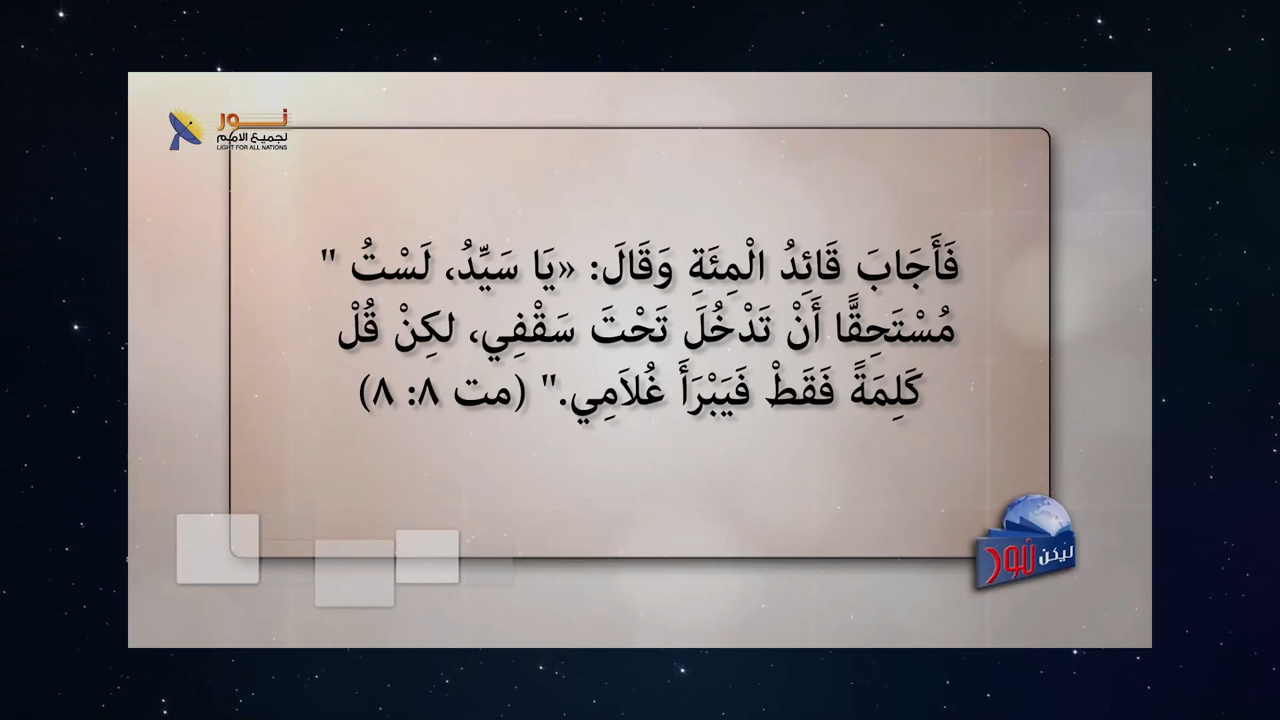 نور
لجميع الامم
LIGHT FOR ALL NATIONS
فَأَجَابَ قَائِدُ الْمِئَةِ وَقَالَ: «يَا سَيِّدُ، لَسْتُ "
مُسْتَحِقًّا أَنْ تَدْخُلَ تَحْتَ سَقْفِي، لكِنْ قُلْ
كَلِمَةً فَقَطْ فَيَبْرَأَ غُلاَمِي." (مت ٨: ٨)
ليكن نور